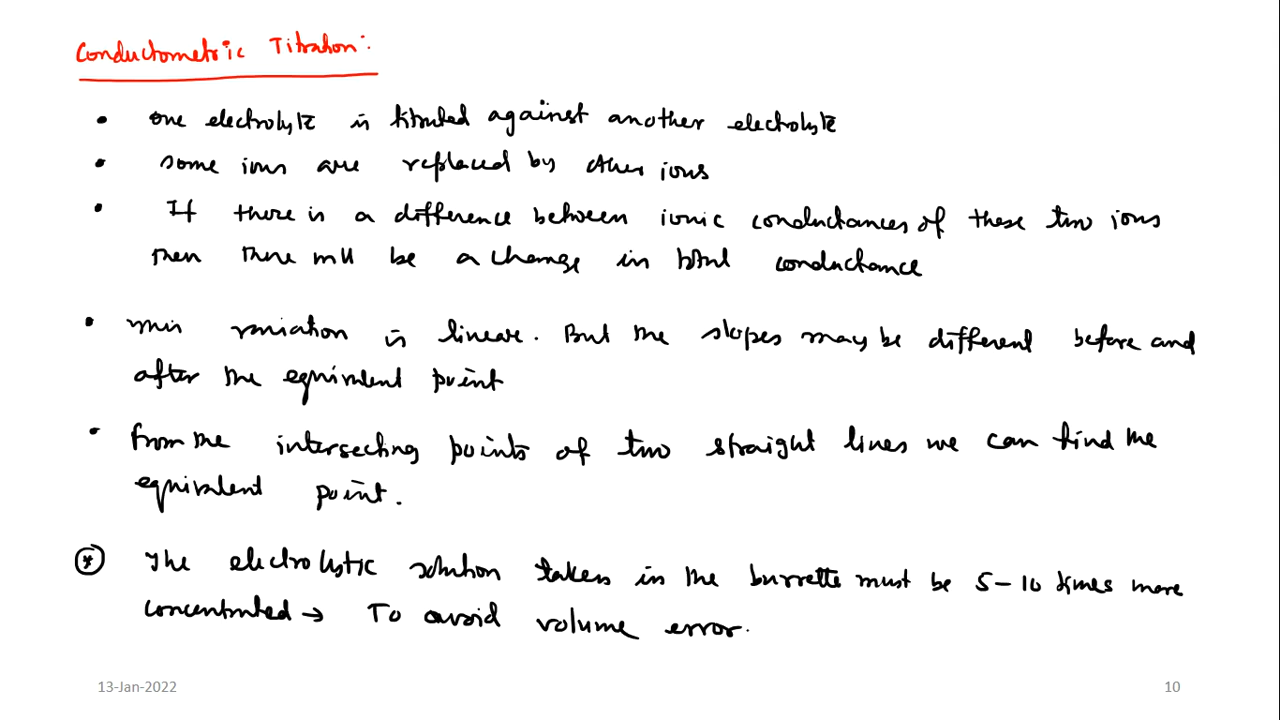 Conductometric Titration:
• one electrolyte is titrated against another electrolyte
• some ions are replaced by other ions
• If there is a difference between ionic conductances of these two ions
then there will be a change in total conductance
• This variation is linear. But the slopes may be different before and
after the equivalent point
• From the intersecting points of two straight lines we can find the
equivalent point.
* The electrolytic solution taken in the burrette must be 5-10 times more
concentrated → To avoid volume error.
13-Jan-2022
10